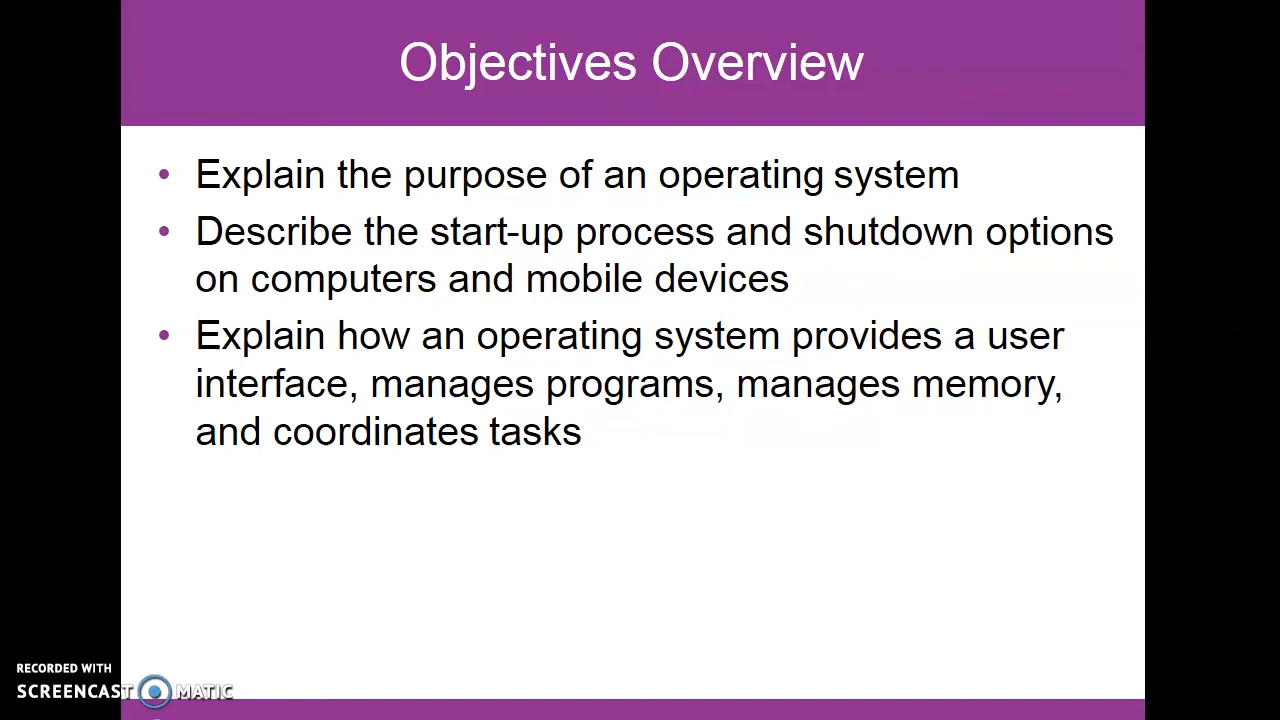 Objectives Overview
• Explain the purpose of an operating system
• Describe the start-up process and shutdown options
on computers and mobile devices
• Explain how an operating system provides a user
interface, manages programs, manages memory,
and coordinates tasks
RECORDED WITH
SCREENCAST MATIC